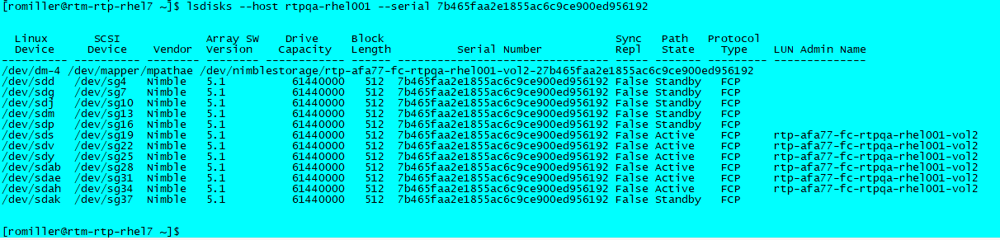 [romiller@rtm-rtp-rhel7 ~]$ lsdisks --host rtpqa-rhel001 --serial 7b465faa2e1855ac6c9ce900ed956192
Linux SCSI Array SW Drive Block Sync Path Protocol
Device Device Vendor Version Capacity Length Serial Number Repl State Type LUN Admin Name
---------- ---------- -------- ---------- ------------ ------ -------------------------------- ----- ------- -------- --------------
/dev/dm-4 /dev/mapper/mpathae /dev/nimblestorage/rtp-afa77-fc-rtpqa-rhel001-vol2-27b465faa2e1855ac6c9ce900ed956192
/dev/sdd /dev/sg4 Nimble 5.1 61440000 512 7b465faa2e1855ac6c9ce900ed956192 False Standby FCP
/dev/sdg /dev/sg7 Nimble 5.1 61440000 512 7b465faa2e1855ac6c9ce900ed956192 False Standby FCP
/dev/sdj /dev/sg10 Nimble 5.1 61440000 512 7b465faa2e1855ac6c9ce900ed956192 False Standby FCP
/dev/sdm /dev/sg13 Nimble 5.1 61440000 512 7b465faa2e1855ac6c9ce900ed956192 False Standby FCP
/dev/sdp /dev/sg16 Nimble 5.1 61440000 512 7b465faa2e1855ac6c9ce900ed956192 False Standby FCP
/dev/sds /dev/sg19 Nimble 5.1 61440000 512 7b465faa2e1855ac6c9ce900ed956192 False Active FCP rtp-afa77-fc-rtpqa-rhel001-vol2
/dev/sdv /dev/sg22 Nimble 5.1 61440000 512 7b465faa2e1855ac6c9ce900ed956192 False Active FCP rtp-afa77-fc-rtpqa-rhel001-vol2
/dev/sdy /dev/sg25 Nimble 5.1 61440000 512 7b465faa2e1855ac6c9ce900ed956192 False Active FCP rtp-afa77-fc-rtpqa-rhel001-vol2
/dev/sdab /dev/sg28 Nimble 5.1 61440000 512 7b465faa2e1855ac6c9ce900ed956192 False Active FCP rtp-afa77-fc-rtpqa-rhel001-vol2
/dev/sdae /dev/sg31 Nimble 5.1 61440000 512 7b465faa2e1855ac6c9ce900ed956192 False Active FCP rtp-afa77-fc-rtpqa-rhel001-vol2
/dev/sdah /dev/sg34 Nimble 5.1 61440000 512 7b465faa2e1855ac6c9ce900ed956192 False Active FCP rtp-afa77-fc-rtpqa-rhel001-vol2
/dev/sdak /dev/sg37 Nimble 5.1 61440000 512 7b465faa2e1855ac6c9ce900ed956192 False Standby FCP
[romiller@rtm-rtp-rhel7 ~]$